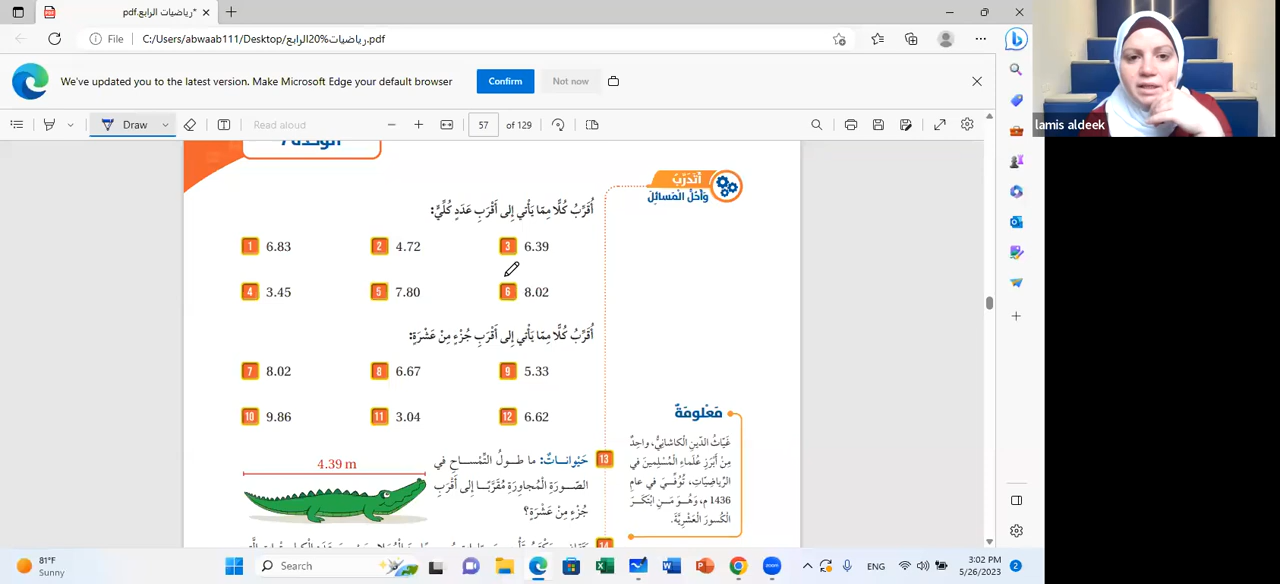 رياضيات الرابع.pdf*
File C:/Users/abwaab111/Desktop/رياضيات%20الرابع.pdf
We've updated you to the latest version. Make Microsoft Edge your default browser Confirm Not now
Draw Read aloud 57 of 129
lamis aldeek
أَتَدَرَّبُ
وَأَحُلُّ الْمَسَائِلَ
أُقَرِّبُ كُلًّا مِمّا يَأْتي إِلى أَقْرَبِ عَدَدٍ كُلِّيٍّ:
1 6.83 2 4.72 3 6.39
4 3.45 5 7.80 6 8.02
أُقَرِّبُ كُلًّا مِمّا يَأْتي إِلى أَقْرَبِ جُزْءٍ مِنْ عَشْرَةٍ:
7 8.02 8 6.67 9 5.33
10 9.86 11 3.04 12 6.62
13 حَيْواناتٌ: ما طولُ التِّمْساحِ في
الصّورَةِ الْمُجاوِرَةِ مُقَرَّبًا إِلى أَقْرَبِ
جُزْءٍ مِنْ عَشْرَةٍ؟
4.39 m
مَعْلومَةٌ
غَيّاثُ الدّينِ الْكاشانِيُّ، واحِدٌ
مِنْ أَبْرَزِ عُلَماءِ الْمُسْلِمينَ في
الرِّياضِيّاتِ، تُوُفِّيَ في عامِ
1436 م، وَهُوَ مَنِ ابْتَكَرَ
الْكُسورَ الْعَشْرِيَّةَ.
14
81°F
Sunny
Search
ENG
3:02 PM
5/26/2023
2